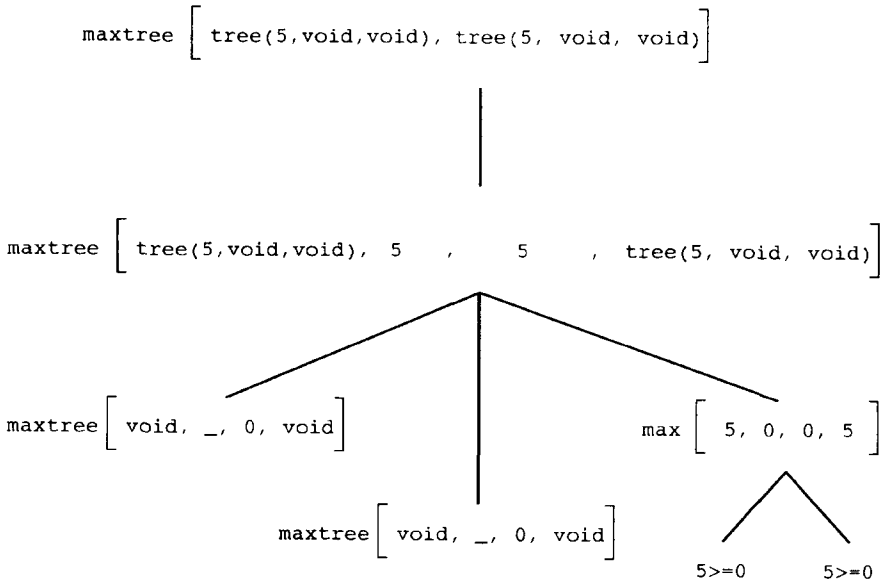 maxtree [ tree(5,void,void), tree(5, void, void)]
maxtree [ tree(5,void,void), 5 , 5 , tree(5, void, void)]
maxtree [ void, _, 0, void]
max [ 5, 0, 0, 5 ]
maxtree [ void, _, 0, void]
5>=0 5>=0